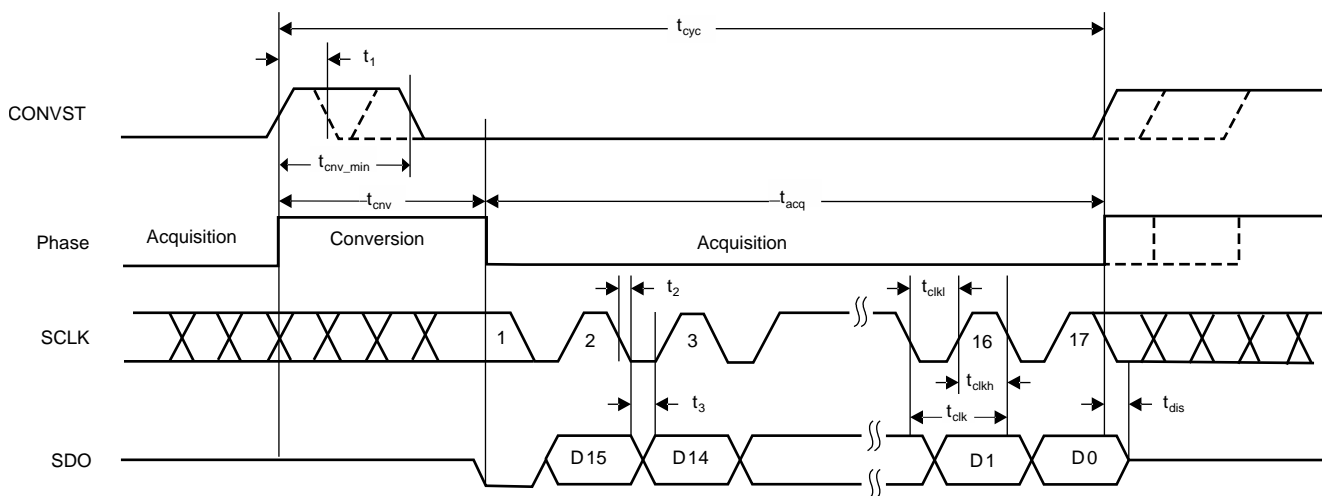 t_cyc
t_1
CONVST
t_cnv_min
t_cnv
t_acq
Phase
Acquisition
Conversion
Acquisition
t_2
t_clkl
SCLK
1
2
3
16
17
t_clkh
t_3
t_clk
t_dis
SDO
D15
D14
D1
D0